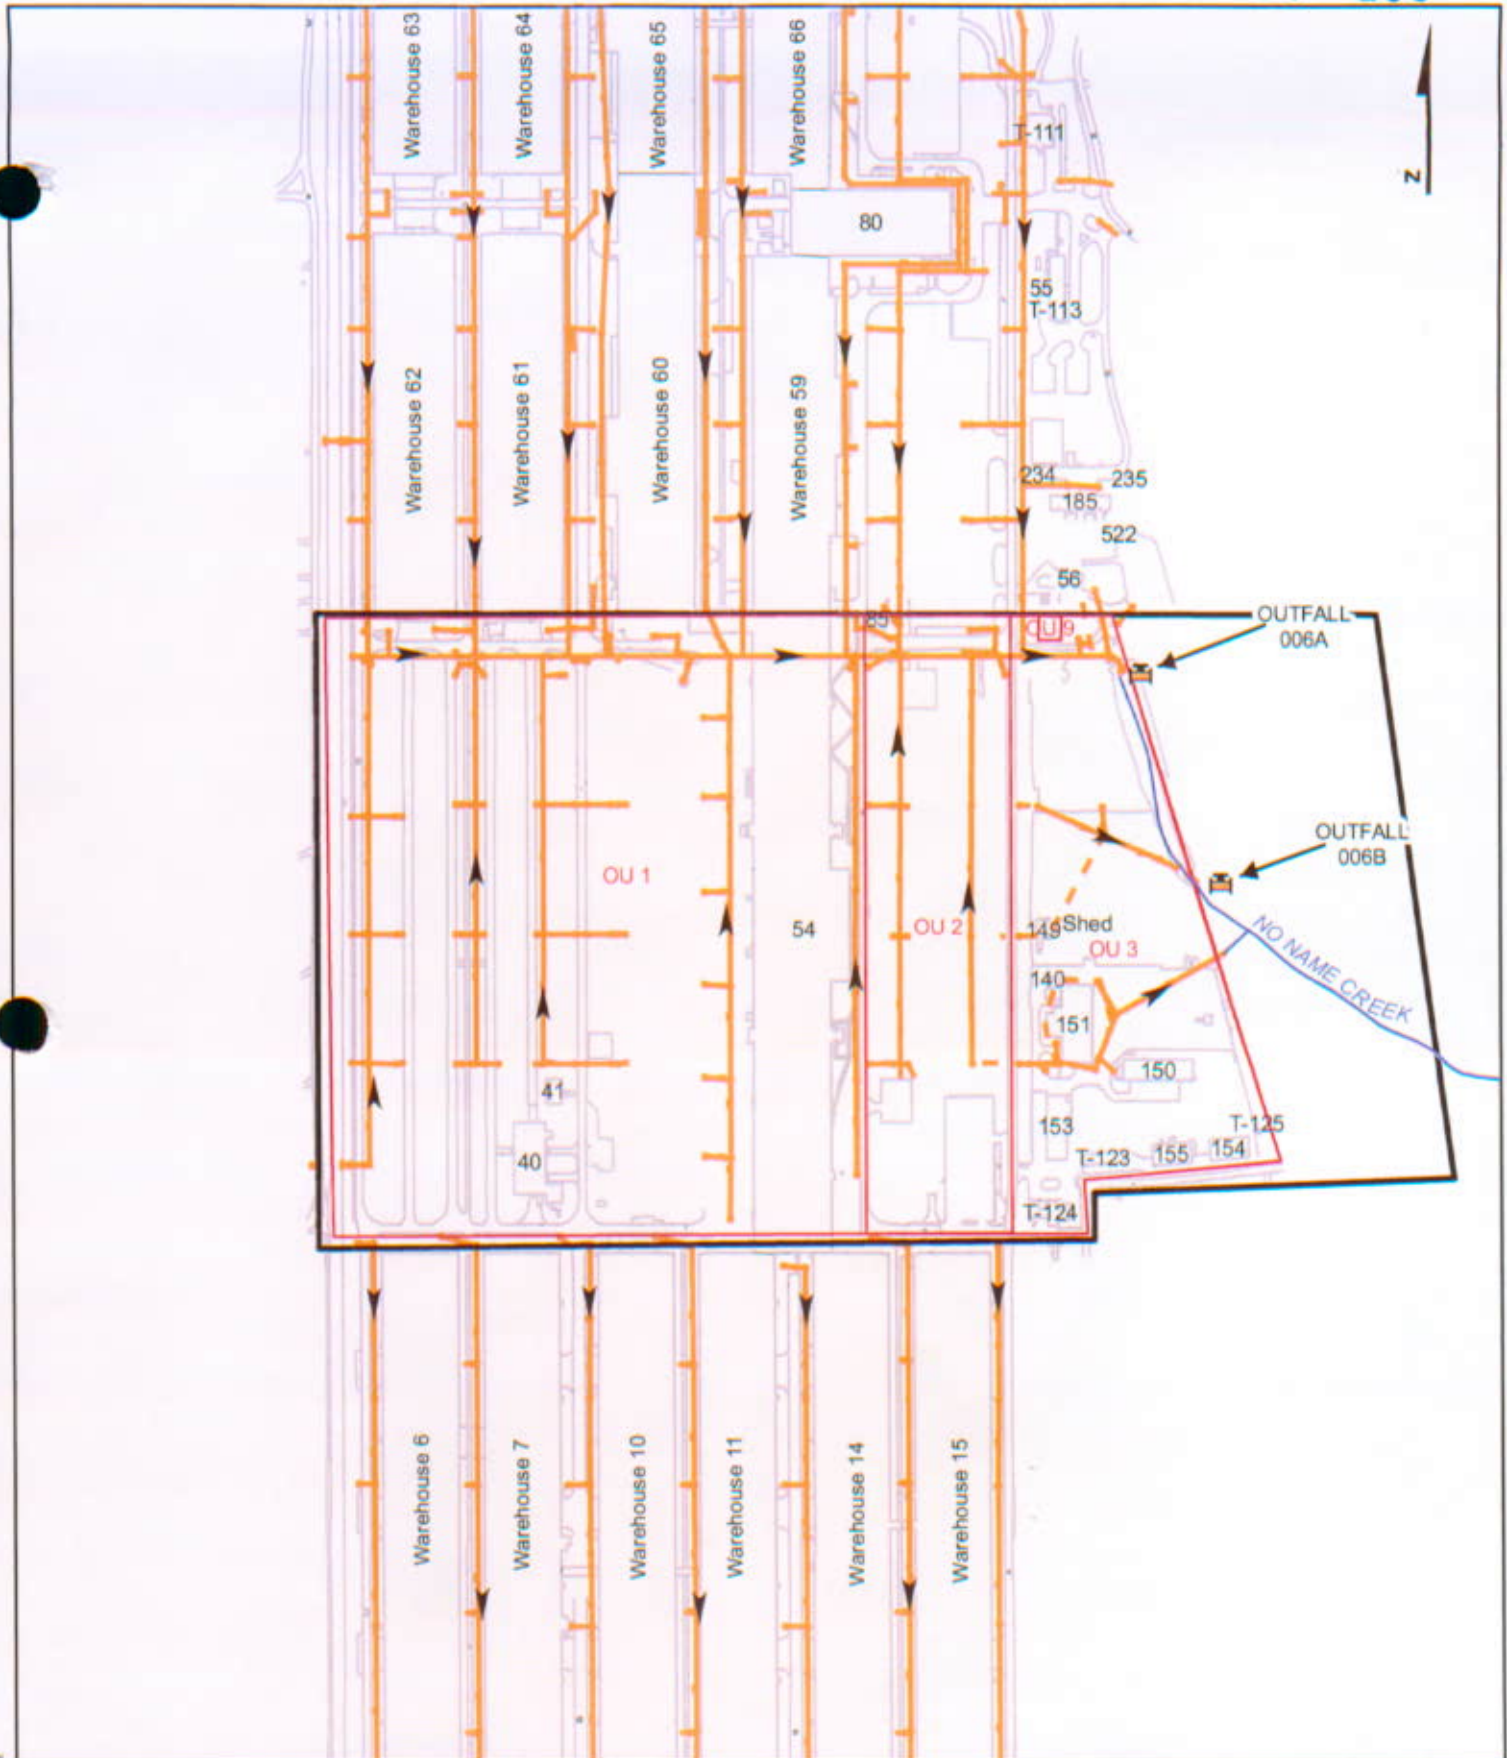 Warehouse 63
Warehouse 64
Warehouse 65
Warehouse 66
T-111
N
80
55
T-113
Warehouse 62
Warehouse 61
Warehouse 60
Warehouse 59
234
235
185
522
56
OUTFALL
006A
85
OU 9
OUTFALL
006B
OU 1
54
OU 2
149
Shed
OU 3
NO NAME CREEK
140
151
150
41
153
T-125
40
T-123
155
154
T-124
Warehouse 6
Warehouse 7
Warehouse 10
Warehouse 11
Warehouse 14
Warehouse 15